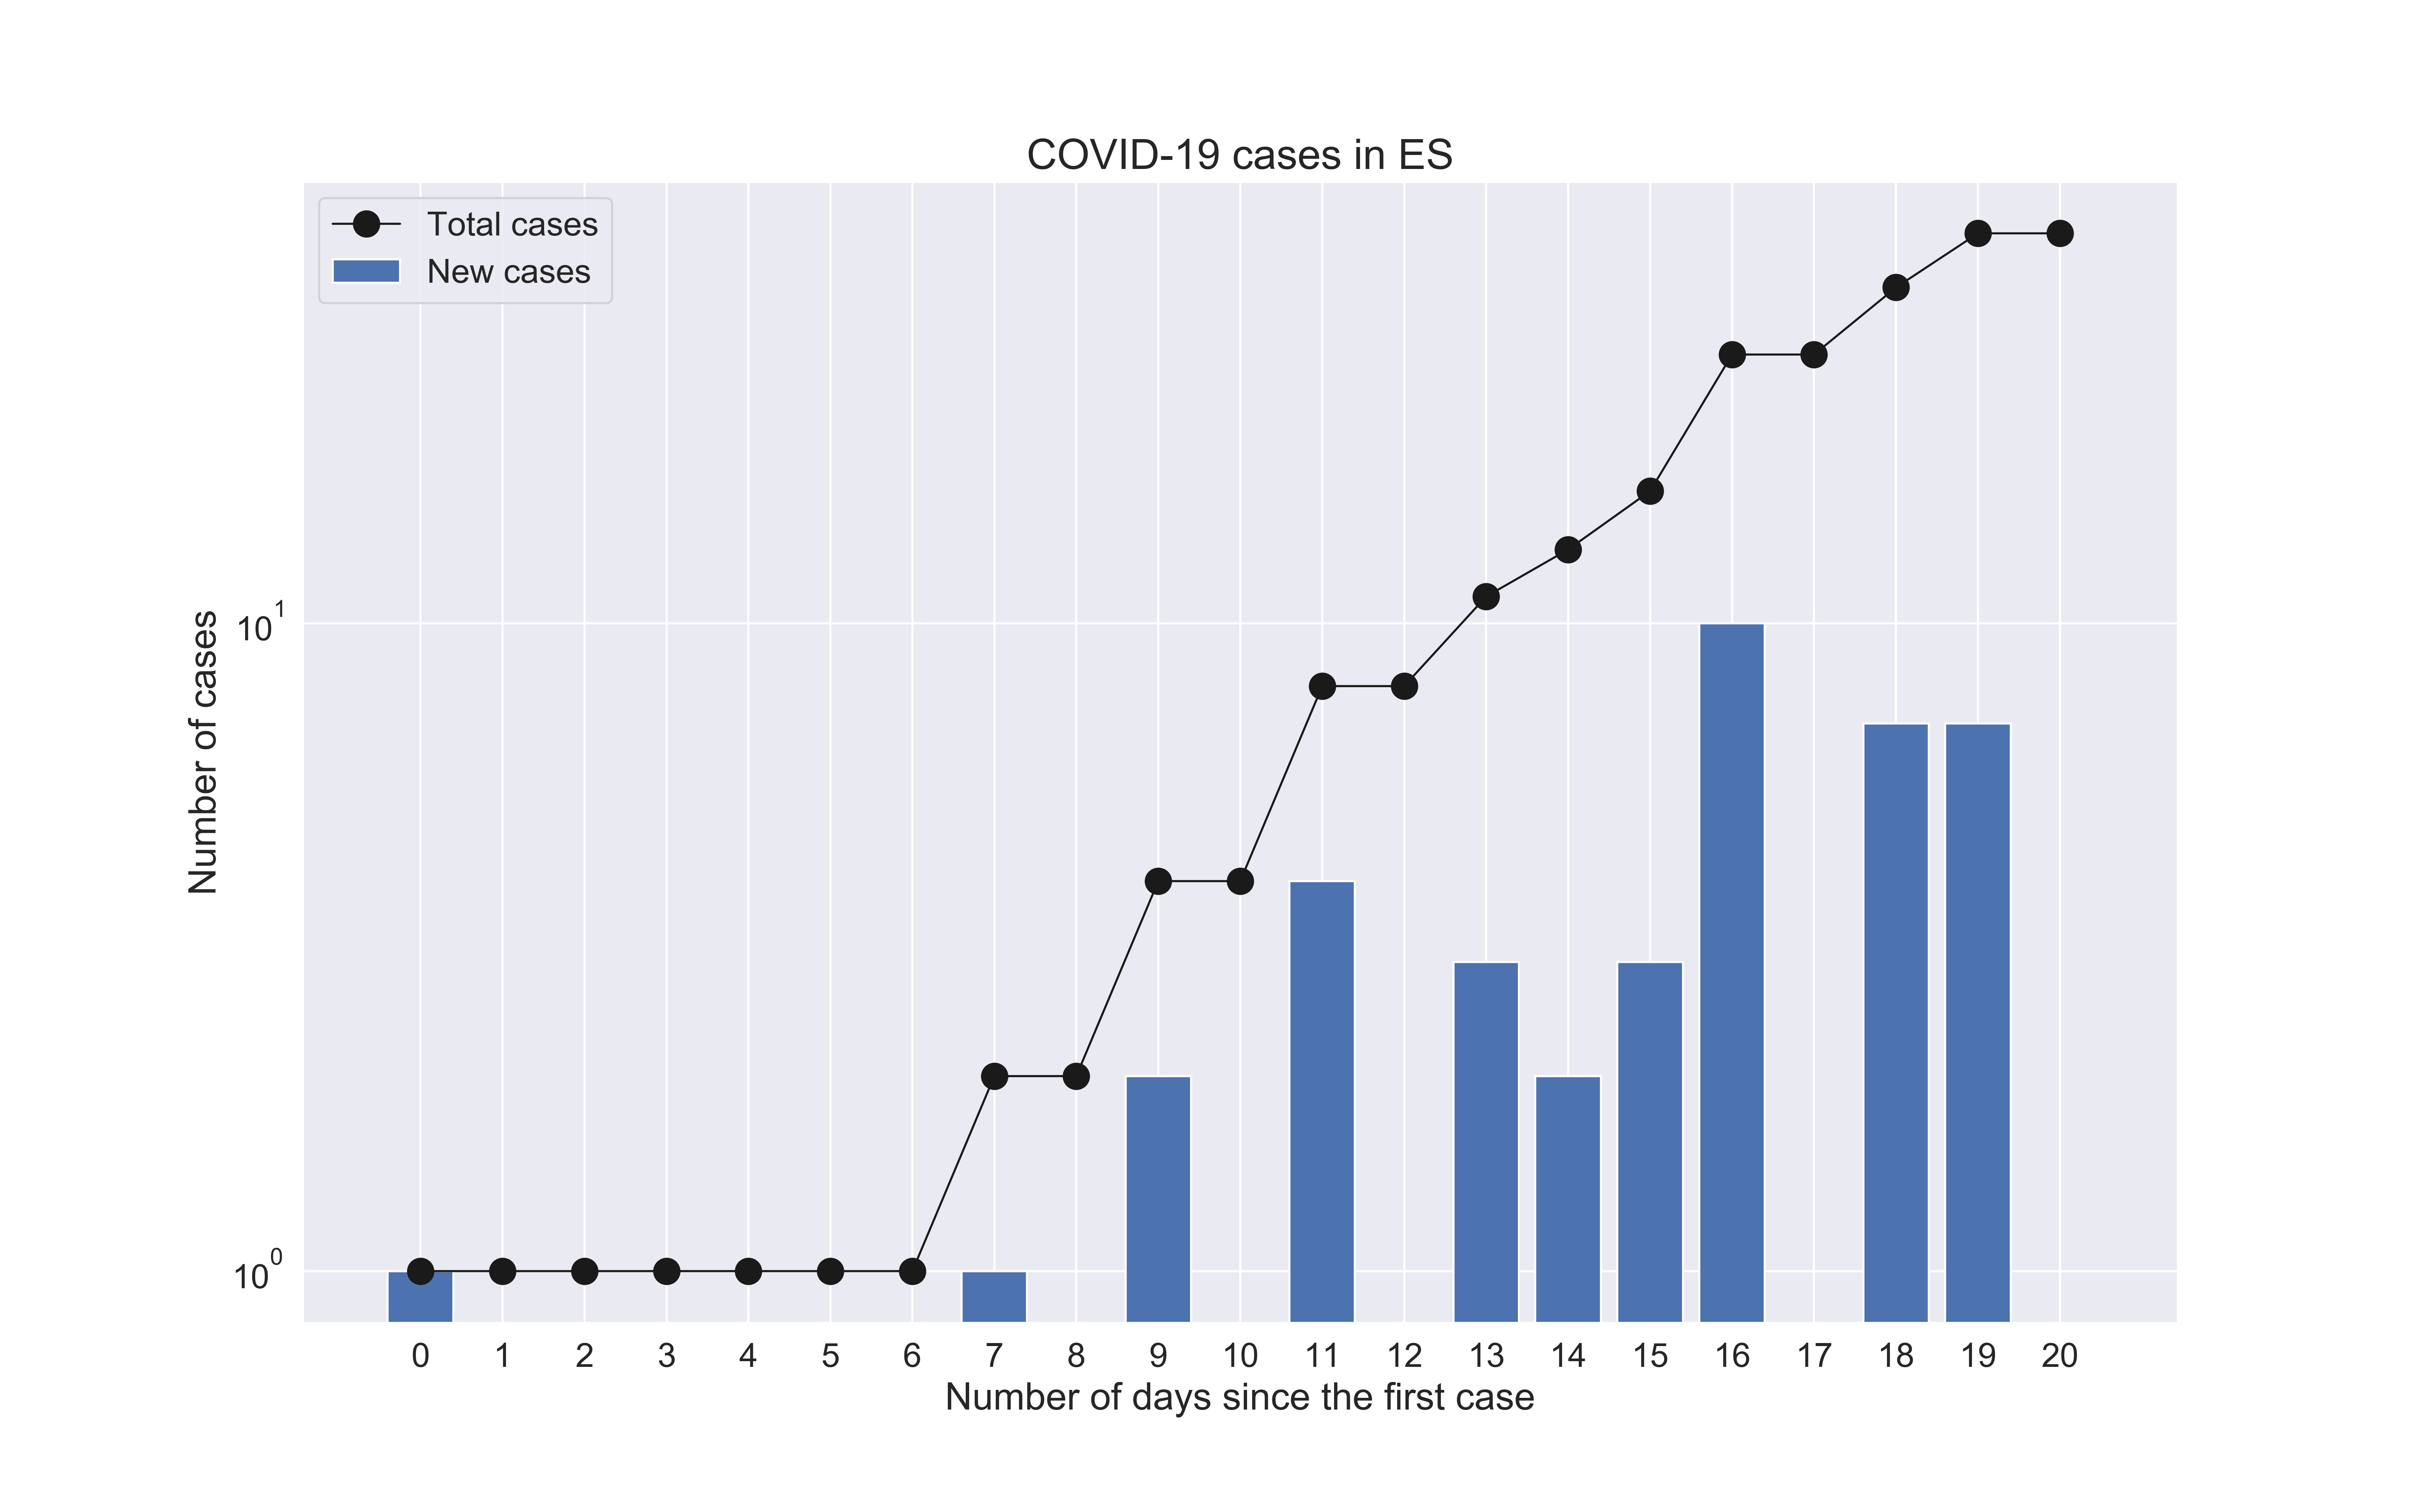 COVID-19 cases in ES
Total cases
New cases
Number of cases
10^1
10^0
0 1 2 3 4 5 6 7 8 9 10 11 12 13 14 15 16 17 18 19 20
Number of days since the first case